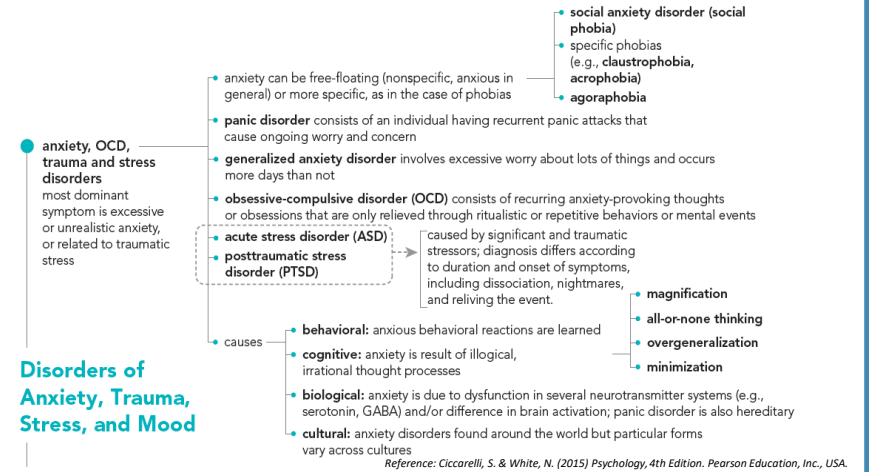 social anxiety disorder (social
phobia)
specific phobias
(e.g., claustrophobia,
acrophobia)
agoraphobia
anxiety can be free-floating (nonspecific, anxious in
general) or more specific, as in the case of phobias
panic disorder consists of an individual having recurrent panic attacks that
cause ongoing worry and concern
anxiety, OCD,
trauma and stress
disorders
most dominant
symptom is excessive
or unrealistic anxiety,
or related to traumatic
stress
generalized anxiety disorder involves excessive worry about lots of things and occurs
more days than not
obsessive-compulsive disorder (OCD) consists of recurring anxiety-provoking thoughts
or obsessions that are only relieved through ritualistic or repetitive behaviors or mental events
acute stress disorder (ASD)
posttraumatic stress
disorder (PTSD)
caused by significant and traumatic
stressors; diagnosis differs according
to duration and onset of symptoms,
including dissociation, nightmares,
and reliving the event.
causes
behavioral: anxious behavioral reactions are learned
cognitive: anxiety is result of illogical,
irrational thought processes
magnification
all-or-none thinking
overgeneralization
minimization
biological: anxiety is due to dysfunction in several neurotransmitter systems (e.g.,
serotonin, GABA) and/or difference in brain activation; panic disorder is also hereditary
cultural: anxiety disorders found around the world but particular forms
vary across cultures
Disorders of
Anxiety, Trauma,
Stress, and Mood
Reference: Ciccarelli, S. & White, N. (2015) Psychology, 4th Edition. Pearson Education, Inc., USA.